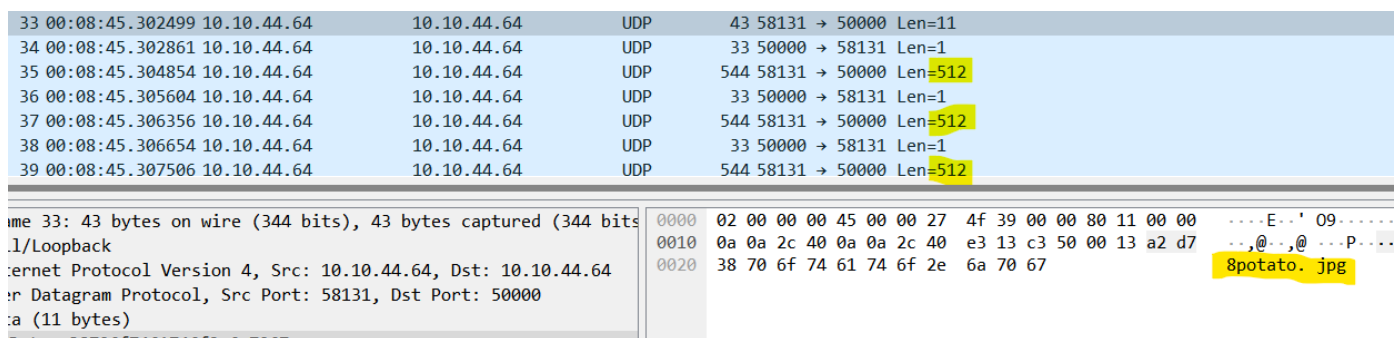 33 00:08:45.302499 10.10.44.64 10.10.44.64 UDP 43 58131 → 50000 Len=11
34 00:08:45.302861 10.10.44.64 10.10.44.64 UDP 33 50000 → 58131 Len=1
35 00:08:45.304854 10.10.44.64 10.10.44.64 UDP 544 58131 → 50000 Len=512
36 00:08:45.305604 10.10.44.64 10.10.44.64 UDP 33 50000 → 58131 Len=1
37 00:08:45.306356 10.10.44.64 10.10.44.64 UDP 544 58131 → 50000 Len=512
38 00:08:45.306654 10.10.44.64 10.10.44.64 UDP 33 50000 → 58131 Len=1
39 00:08:45.307506 10.10.44.64 10.10.44.64 UDP 544 58131 → 50000 Len=512
ame 33: 43 bytes on wire (344 bits), 43 bytes captured (344 bits
ll/Loopback
ternet Protocol Version 4, Src: 10.10.44.64, Dst: 10.10.44.64
er Datagram Protocol, Src Port: 58131, Dst Port: 50000
ta (11 bytes)
0000 02 00 00 00 45 00 00 27 4f 39 00 00 80 11 00 00 ····E··' O9······
0010 0a 0a 2c 40 0a 0a 2c 40 e3 13 c3 50 00 13 a2 d7 ··,@··,@ ···P····
0020 38 70 6f 74 61 74 6f 2e 6a 70 67 8potato. jpg